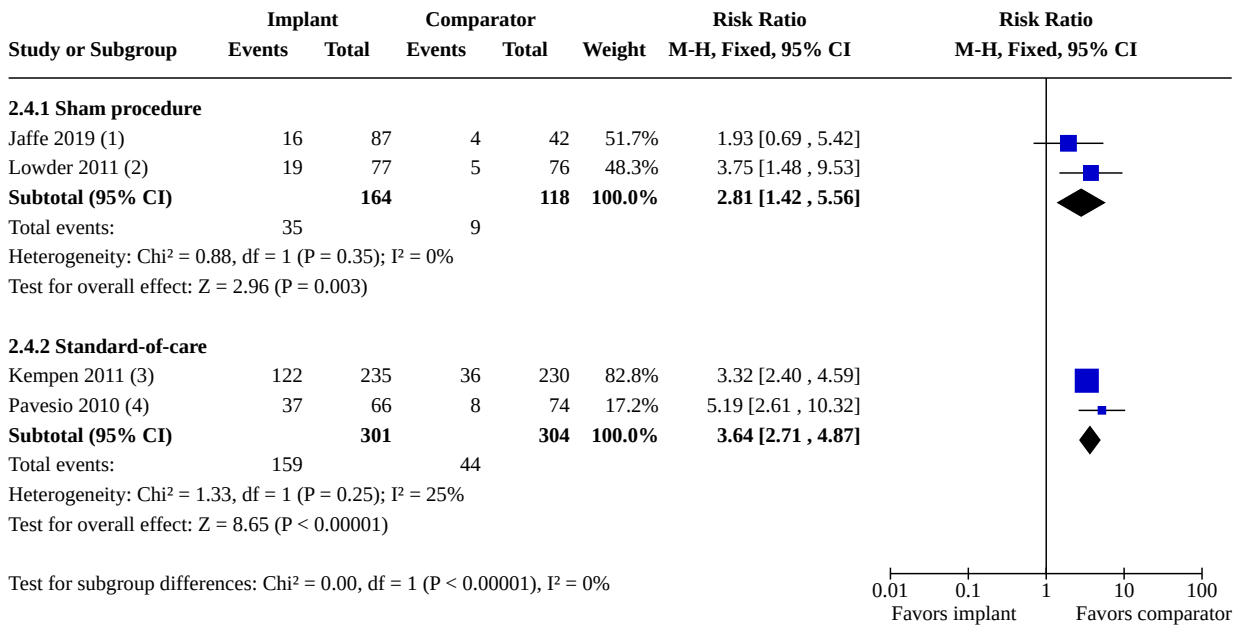 Implant Comparator Risk Ratio Risk Ratio
Study or Subgroup Events Total Events Total Weight M-H, Fixed, 95% CI M-H, Fixed, 95% CI
2.4.1 Sham procedure
Jaffe 2019 (1) 16 87 4 42 51.7% 1.93 [0.69 , 5.42]
Lowder 2011 (2) 19 77 5 76 48.3% 3.75 [1.48 , 9.53]
Subtotal (95% CI) 164 118 100.0% 2.81 [1.42 , 5.56]
Total events: 35 9
Heterogeneity: Chi² = 0.88, df = 1 (P = 0.35); I² = 0%
Test for overall effect: Z = 2.96 (P = 0.003)
2.4.2 Standard-of-care
Kempen 2011 (3) 122 235 36 230 82.8% 3.32 [2.40 , 4.59]
Pavesio 2010 (4) 37 66 8 74 17.2% 5.19 [2.61 , 10.32]
Subtotal (95% CI) 301 304 100.0% 3.64 [2.71 , 4.87]
Total events: 159 44
Heterogeneity: Chi² = 1.33, df = 1 (P = 0.25); I² = 25%
Test for overall effect: Z = 8.65 (P < 0.00001)
Test for subgroup differences: Chi² = 0.00, df = 1 (P < 0.00001), I² = 0%
0.01 0.1 1 10 100
Favors implant Favors comparator